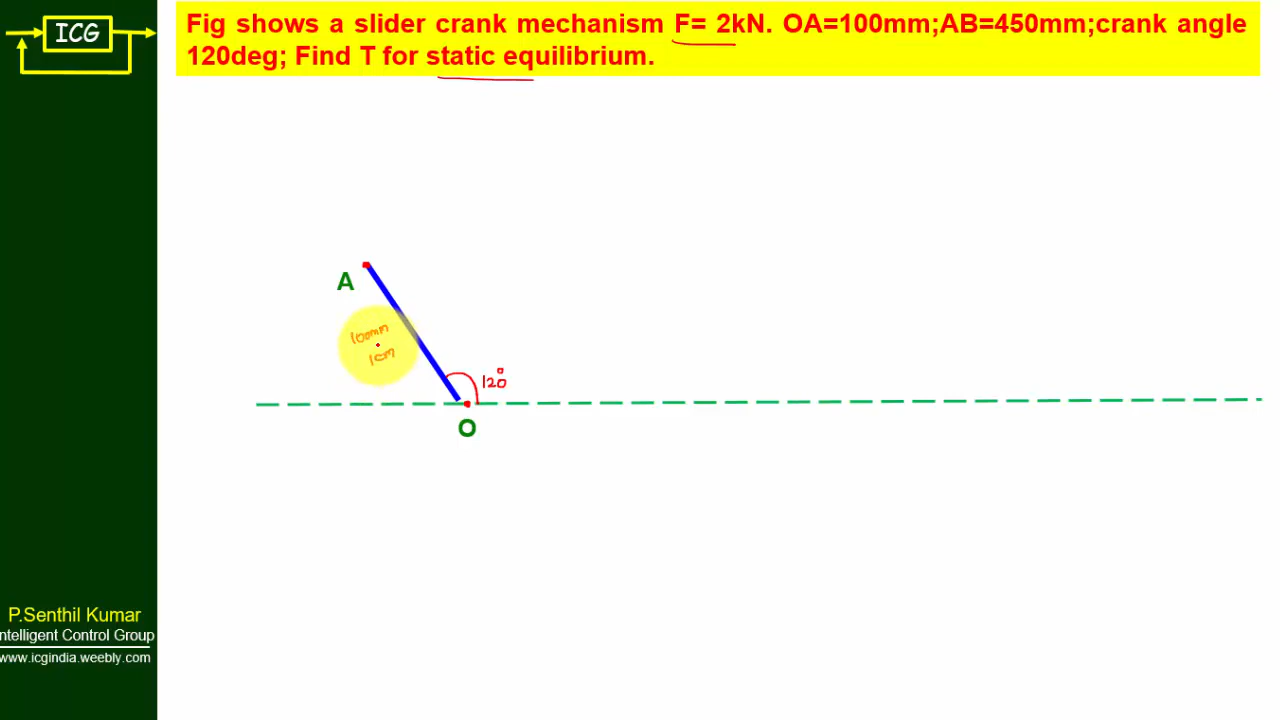 ICG
Fig shows a slider crank mechanism F= 2kN. OA=100mm;AB=450mm;crank angle
120deg; Find T for static equilibrium.
A
100mm
1cm
120°
O
P.Senthil Kumar
ntelligent Control Group
www.icgindia.weebly.com